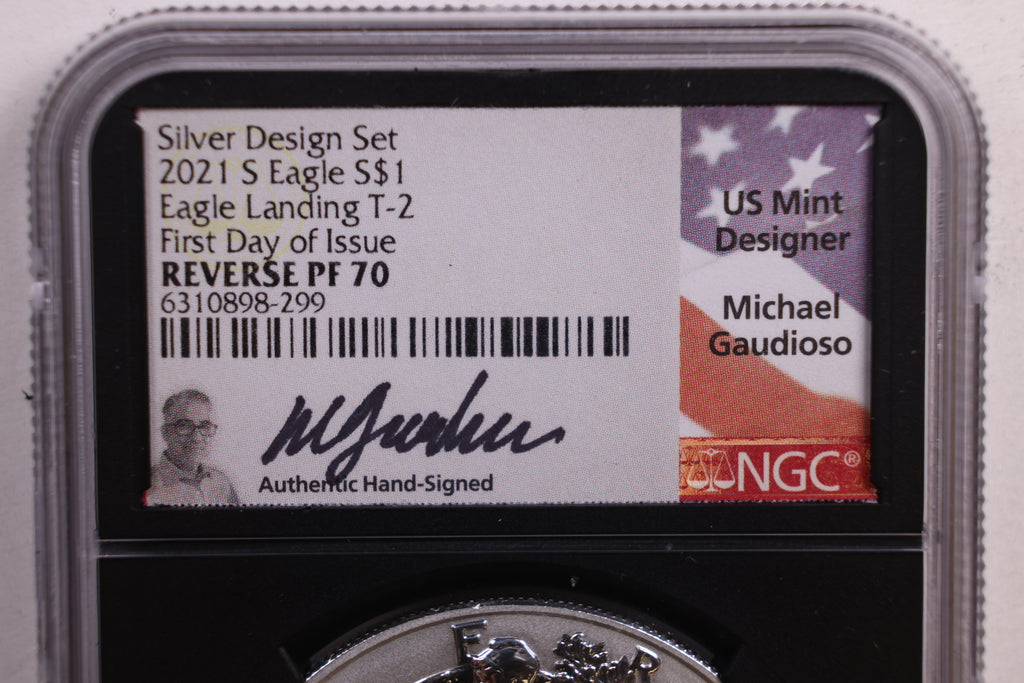 Silver Design Set
2021 S Eagle S$1
Eagle Landing T-2
First Day of Issue
REVERSE PF 70
6310898-299
Authentic Hand-Signed
US Mint
Designer
Michael
Gaudioso
NGC®
E
P